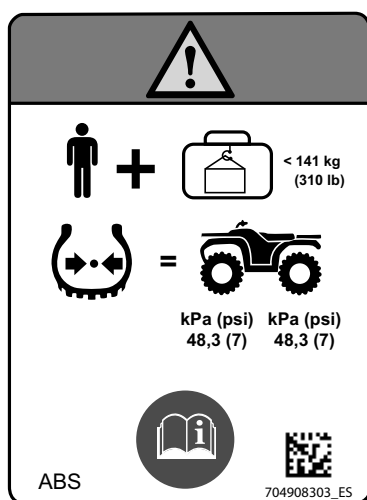 < 141 kg
(310 lb)
=
kPa (psi) kPa (psi)
48,3 (7) 48,3 (7)
i
ABS
704908303_ES